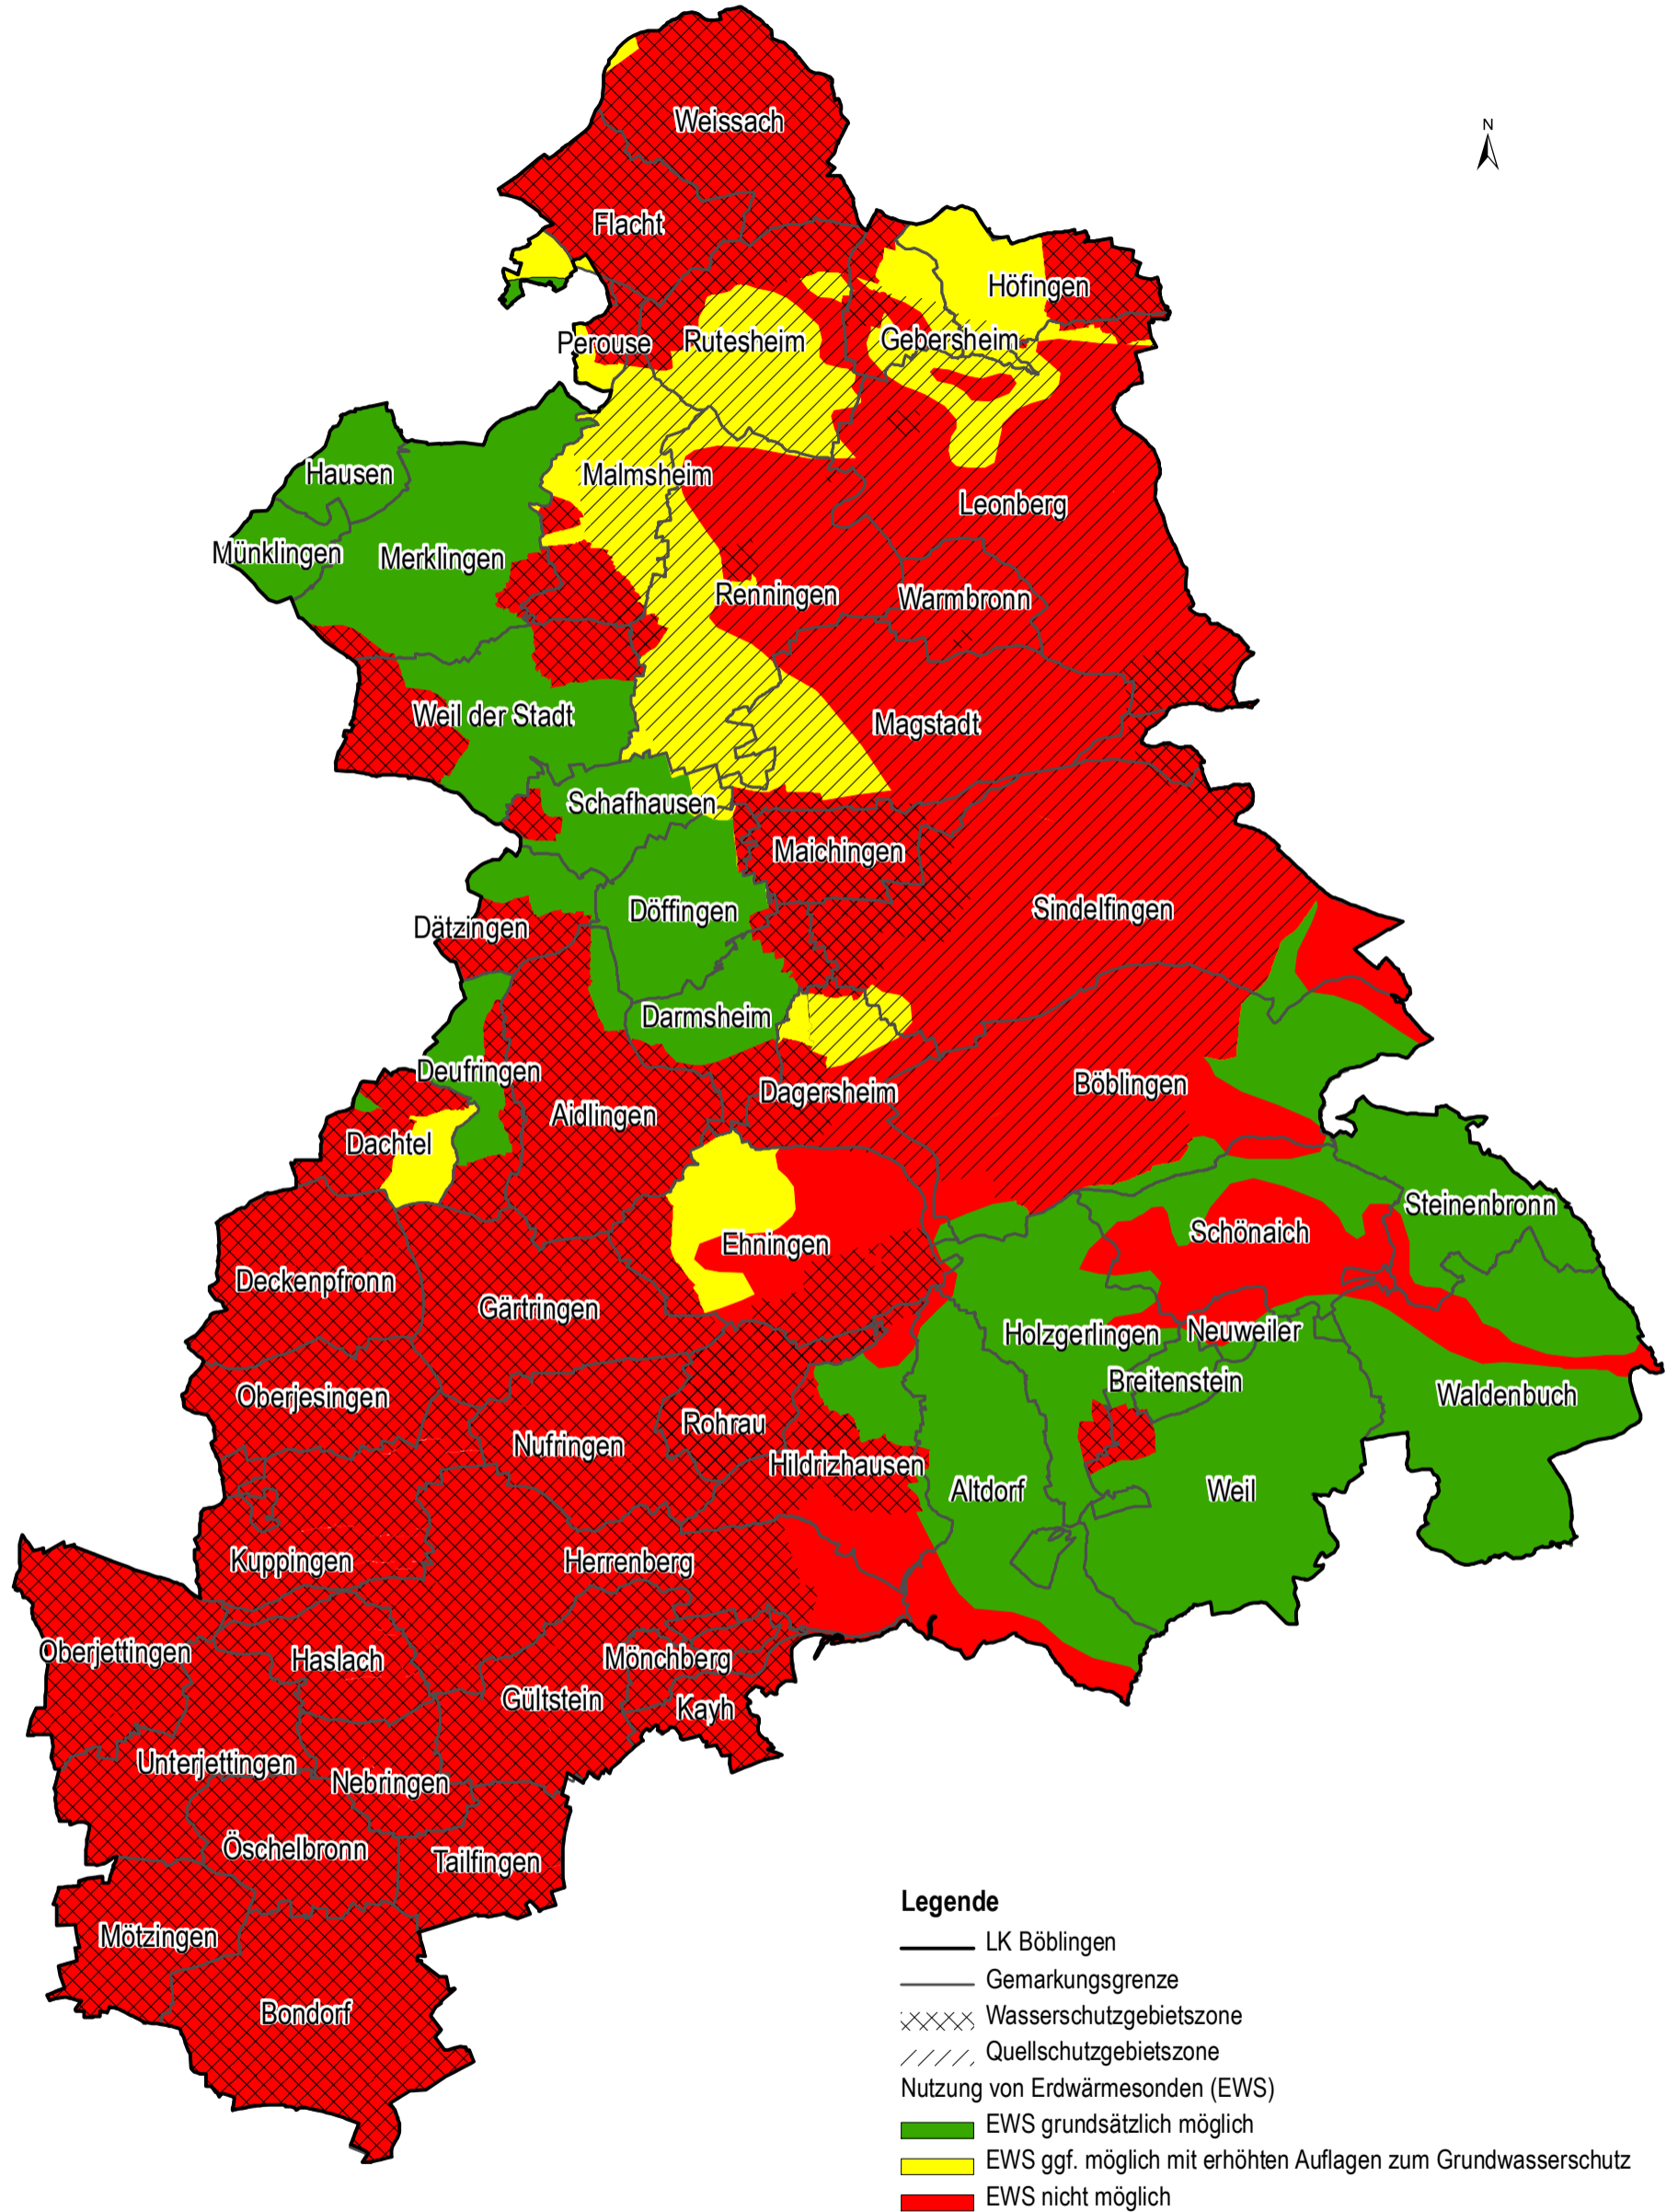 N
Weissach
Flacht
Höfingen
Perouse
Rutesheim
Gebersheim
Hausen
Malmsheim
Leonberg
Münklingen
Merklingen
Renningen
Warmbronn
Weil der Stadt
Magstadt
Schafhausen
Maichingen
Döffingen
Sindelfingen
Dätzingen
Darmsheim
Deufringen
Böblingen
Dagersheim
Aidlingen
Dachtel
Steinenbronn
Schönaich
Ehningen
Deckenpfronn
Gärtringen
Holzgerlingen
Neuweiler
Breitenstein
Waldenbuch
Oberjesingen
Rohrau
Nufringen
Hildrizhausen
Altdorf
Weil
Kuppingen
Herrenberg
Oberjettingen
Haslach
Mönchberg
Gültstein
Kayh
Unterjettingen
Nebringen
Öschelbronn
Tailfingen
Mötzingen
Bondorf
Legende
LK Böblingen
Gemarkungsgrenze
Wasserschutzgebietszone
Quellschutzgebietszone
Nutzung von Erdwärmesonden (EWS)
EWS grundsätzlich möglich
EWS ggf. möglich mit erhöhten Auflagen zum Grundwasserschutz
EWS nicht möglich